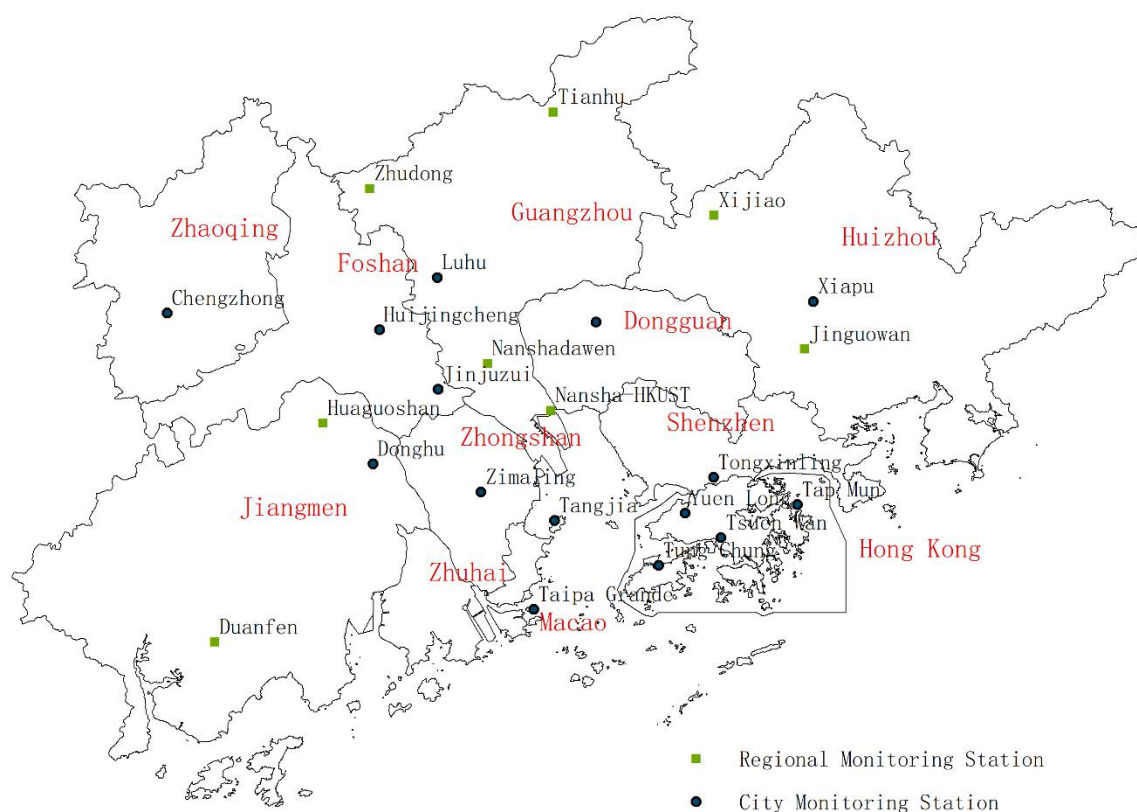 Tianhu
Zhudong
Xijiao
Guangzhou
Zhaoqing
Huizhou
Foshan
Luhu
Chengzhong
Xiapu
Huijingcheng
Dongguan
Nanshadawen
Jinguowan
Jinjuzui
Nansha-HKUST
Huaguoshan
Shenzhen
Zhongshan
Donghu
Tongxinling
Zimaling
Tap Mun
Yuen Long
Jiangmen
Tangjia
Tsuen Wan
Tung Chung
Hong Kong
Zhuhai
Taipa Grande
Macao
Duanfen
Regional Monitoring Station
City Monitoring Station